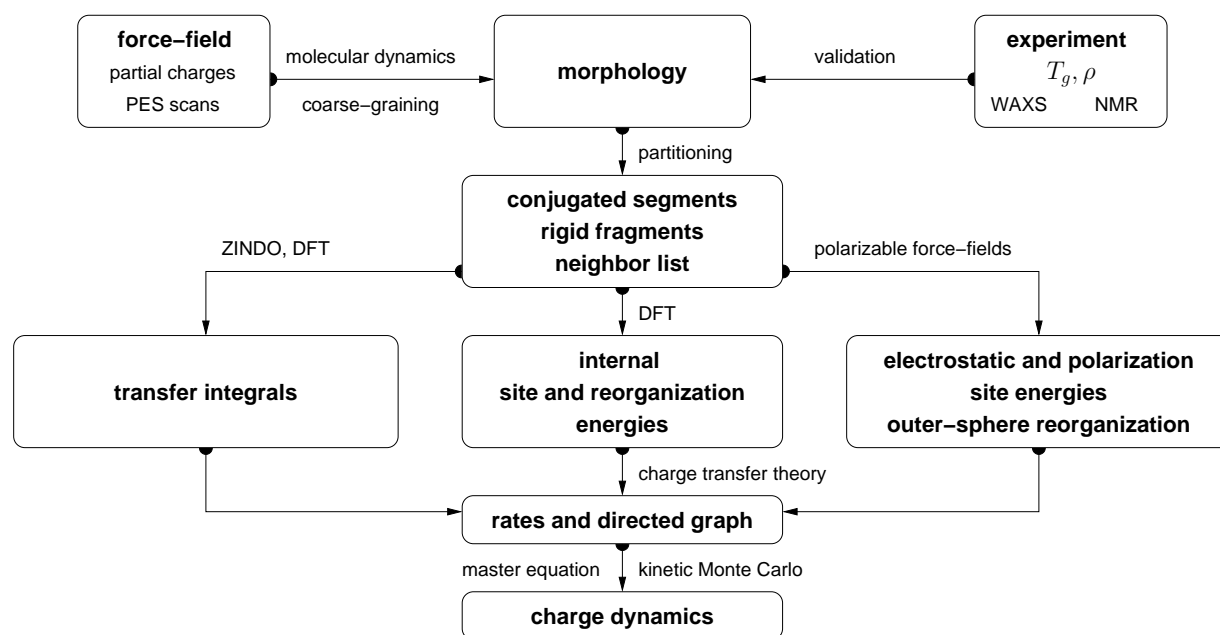 force−field
partial charges
PES scans
molecular dynamics
coarse−graining
morphology
validation
experiment
T_g, ρ
WAXS NMR
partitioning
conjugated segments
rigid fragments
neighbor list
ZINDO, DFT
polarizable force−fields
DFT
transfer integrals
internal
site and reorganization
energies
electrostatic and polarization
site energies
outer−sphere reorganization
charge transfer theory
rates and directed graph
master equation
kinetic Monte Carlo
charge dynamics